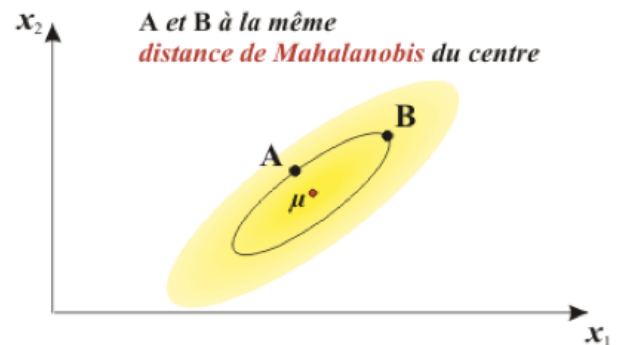 x₂
A et B à la même
distance de Mahalanobis du centre
B
A
μ
x₁